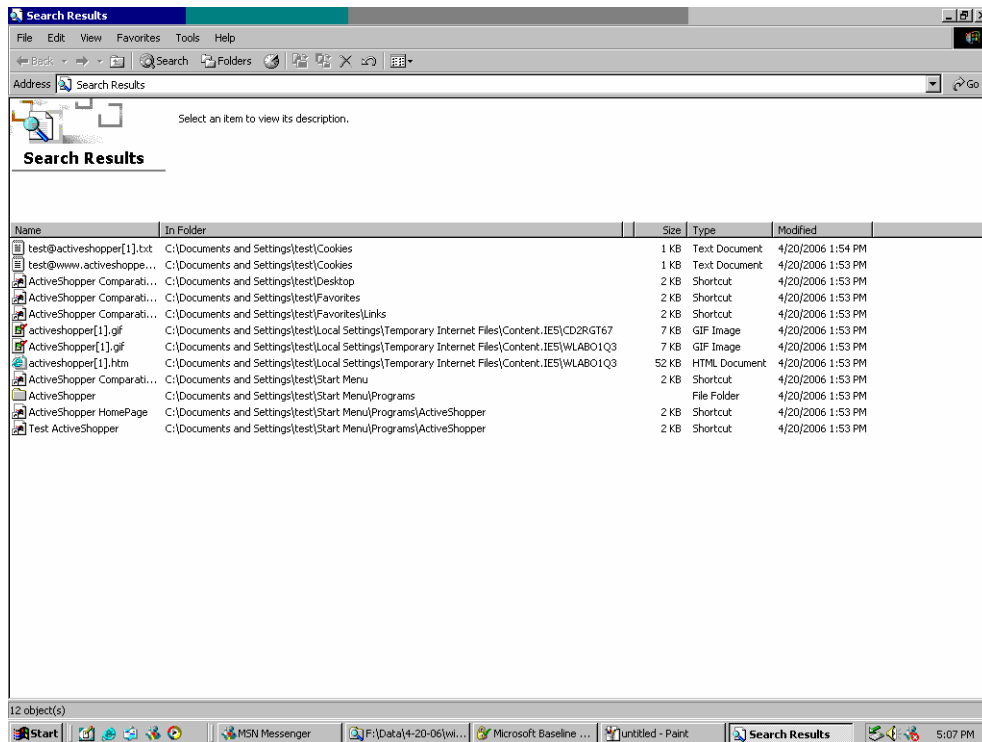 Search Results
File Edit View Favorites Tools Help
Back Search Folders
Address Search Results Go
Select an item to view its description.
Search Results
Name In Folder Size Type Modified
test@activeshopper[1].txt C:\Documents and Settings\test\Cookies 1 KB Text Document 4/20/2006 1:54 PM
test@www.activeshoppe... C:\Documents and Settings\test\Cookies 1 KB Text Document 4/20/2006 1:53 PM
ActiveShopper Comparati... C:\Documents and Settings\test\Desktop 2 KB Shortcut 4/20/2006 1:53 PM
ActiveShopper Comparati... C:\Documents and Settings\test\Favorites 2 KB Shortcut 4/20/2006 1:53 PM
ActiveShopper Comparati... C:\Documents and Settings\test\Favorites\Links 2 KB Shortcut 4/20/2006 1:53 PM
activeshopper[1].gif C:\Documents and Settings\test\Local Settings\Temporary Internet Files\Content.IE5\CD2RGT67 7 KB GIF Image 4/20/2006 1:53 PM
ActiveShopper[1].gif C:\Documents and Settings\test\Local Settings\Temporary Internet Files\Content.IE5\WLABO1Q3 7 KB GIF Image 4/20/2006 1:53 PM
activeshopper[1].htm C:\Documents and Settings\test\Local Settings\Temporary Internet Files\Content.IE5\WLABO1Q3 52 KB HTML Document 4/20/2006 1:53 PM
ActiveShopper Comparati... C:\Documents and Settings\test\Start Menu 2 KB Shortcut 4/20/2006 1:53 PM
ActiveShopper C:\Documents and Settings\test\Start Menu\Programs File Folder 4/20/2006 1:53 PM
ActiveShopper HomePage C:\Documents and Settings\test\Start Menu\Programs\ActiveShopper 2 KB Shortcut 4/20/2006 1:53 PM
Test ActiveShopper C:\Documents and Settings\test\Start Menu\Programs\ActiveShopper 2 KB Shortcut 4/20/2006 1:53 PM
12 object(s)
Start MSN Messenger F:\Data\4-20-06\wi... Microsoft Baseline ... untitled - Paint Search Results 5:07 PM